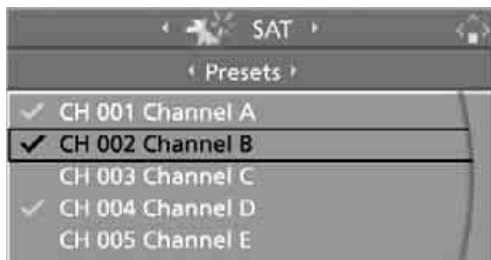 SAT
Presets
CH 001 Channel A
CH 002 Channel B
CH 003 Channel C
CH 004 Channel D
CH 005 Channel E